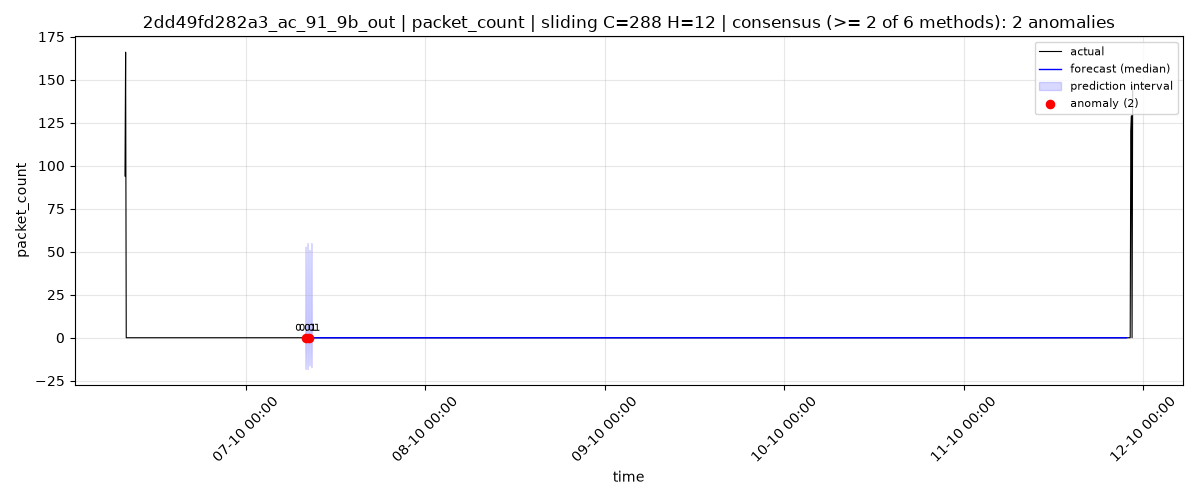 2dd49fd282a3_ac_91_9b_out | packet_count | sliding C=288 H=12 | consensus (>= 2 of 6 methods): 2 anomalies
actual
forecast (median)
prediction interval
anomaly (2)
packet_count
175
150
125
100
75
50
25
0
−25
07-10 00:00
08-10 00:00
09-10 00:00
10-10 00:00
11-10 00:00
12-10 00:00
time